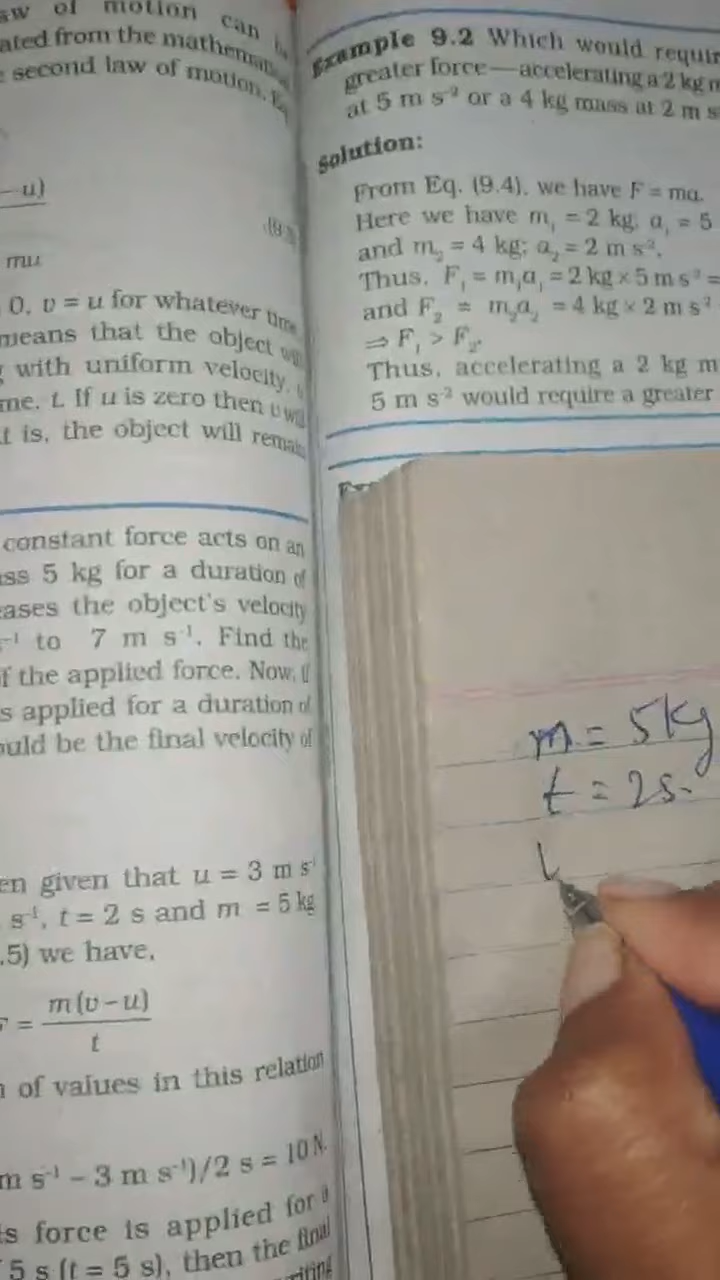 aw of motion can
ated from the
second law of motion.
—u)
mu
0, v = u for whatever time
means that the object
with uniform velocity,
me, t. If u is zero then v will
t is, the object will remain
constant force acts on an
ss 5 kg for a duration of
eases the object's velocity
⁻¹ to 7 m s⁻¹. Find the
f the applied force. Now, if
s applied for a duration of
ould be the final velocity of
en given that u = 3 m s⁻¹
s⁻¹, t = 2 s and m = 5 kg
.5) we have,
F = m(v – u)
t
n of values in this relation
m s⁻¹ – 3 m s⁻¹)/2 s = 10 N.
s force is applied for a
5 s (t = 5 s), then the final
Example 9.2 Which would requir
greater force—accelerating a 2 kg m
at 5 m s⁻² or a 4 kg mass at 2 m s
Solution:
From Eq. (9.4), we have F = ma.
Here we have m₁ = 2 kg; a₁ = 5
and m₂ = 4 kg; a₂ = 2 m s⁻².
Thus, F₁ = m₁a₁ = 2 kg × 5 m s⁻² =
and F₂ = m₂a₂ = 4 kg × 2 m s⁻²
⇒ F₁ > F₂.
Thus, accelerating a 2 kg m
5 m s⁻² would require a greater
m = 5kg
t = 2s.